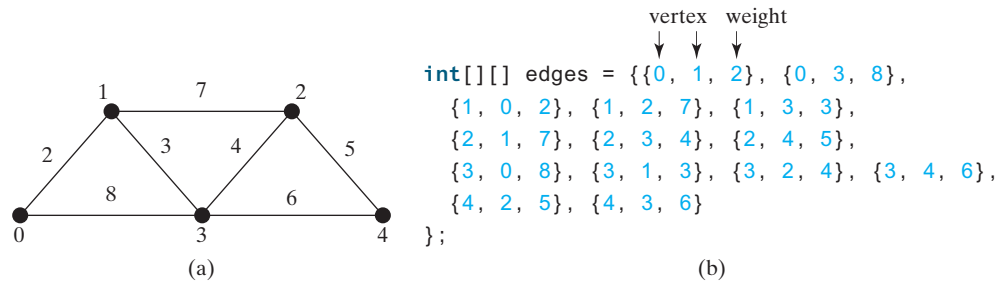 vertex weight
int[][] edges = {{0, 1, 2}, {0, 3, 8},
{1, 0, 2}, {1, 2, 7}, {1, 3, 3},
{2, 1, 7}, {2, 3, 4}, {2, 4, 5},
{3, 0, 8}, {3, 1, 3}, {3, 2, 4}, {3, 4, 6},
{4, 2, 5}, {4, 3, 6}
};
7
1 2
2 3 4 5
8 6
0 3 4
(a) (b)